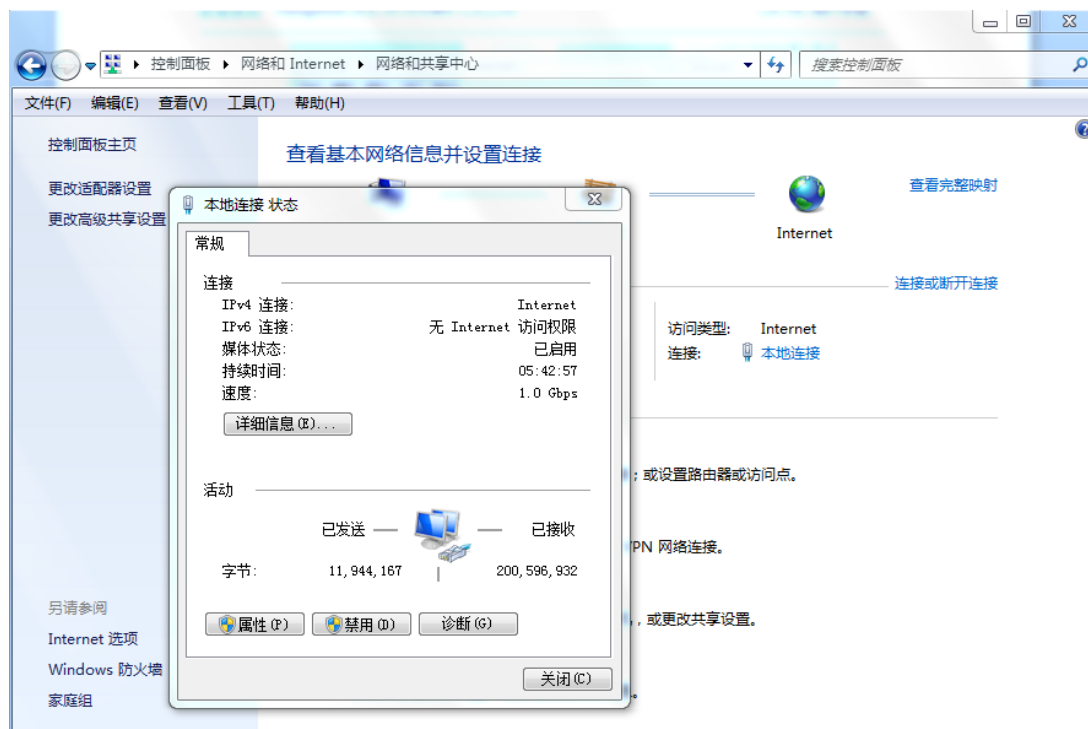 控制面板 ▸ 网络和 Internet ▸ 网络和共享中心
搜索控制面板
文件(F) 编辑(E) 查看(V) 工具(T) 帮助(H)
控制面板主页
更改适配器设置
更改高级共享设置
另请参阅
Internet 选项
Windows 防火墙
家庭组
查看基本网络信息并设置连接
查看完整映射
Internet
连接或断开连接
访问类型: Internet
连接: 本地连接
;或设置路由器或访问点。
PN 网络连接。
,或更改共享设置。
本地连接 状态
常规
连接
IPv4 连接: Internet
IPv6 连接: 无 Internet 访问权限
媒体状态: 已启用
持续时间: 05:42:57
速度: 1.0 Gbps
详细信息(E)...
活动
已发送 — — 已接收
字节: 11,944,167 | 200,596,932
属性(P) 禁用(D) 诊断(G)
关闭(C)